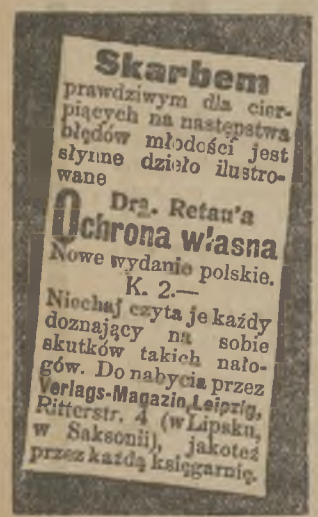 Skarbem
prawdziwym dla cier-
piących na następstwa
błędów młodości jest
słynne dzieło ilustro-
wane
Dra. Retau'a
Ochrona własna
Nowe wydanie polskie.
K. 2.—
Niechaj czyta je każdy
doznający na sobie
skutków takich nało-
gów. Do nabycia przez
Verlags-Magazin, Leipzig,
Ritterstr. 4 (w Lipsku,
w Saksonii), jakoteż
przez każdą księgarnię.